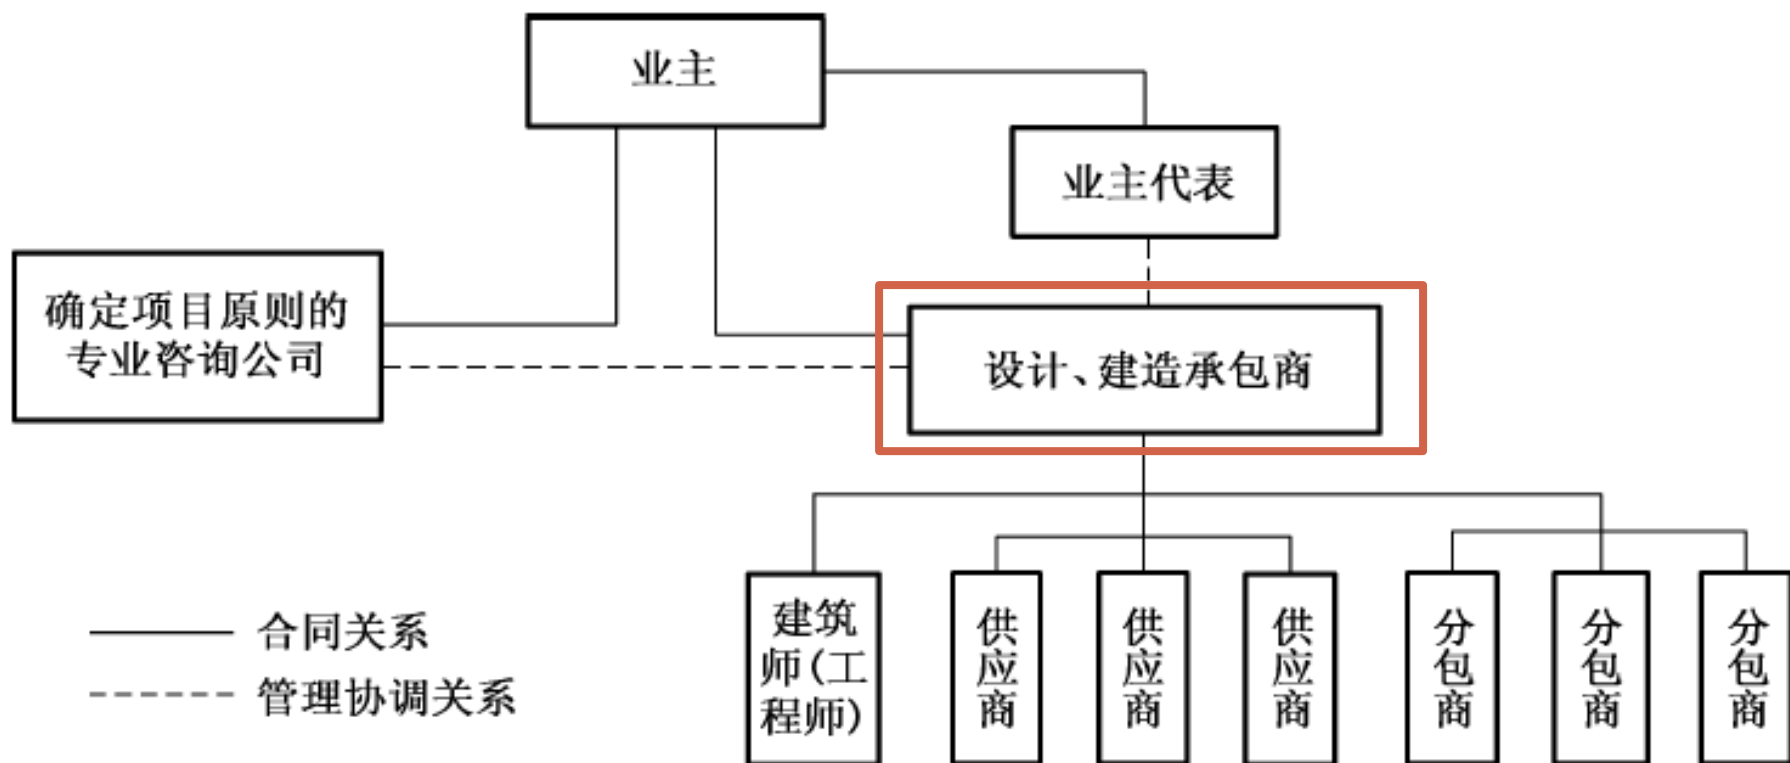 业主
业主代表
确定项目原则的
专业咨询公司
设计、建造承包商
建筑
师(工
程师)
供应商
供应商
供应商
分包商
分包商
分包商
合同关系
管理协调关系